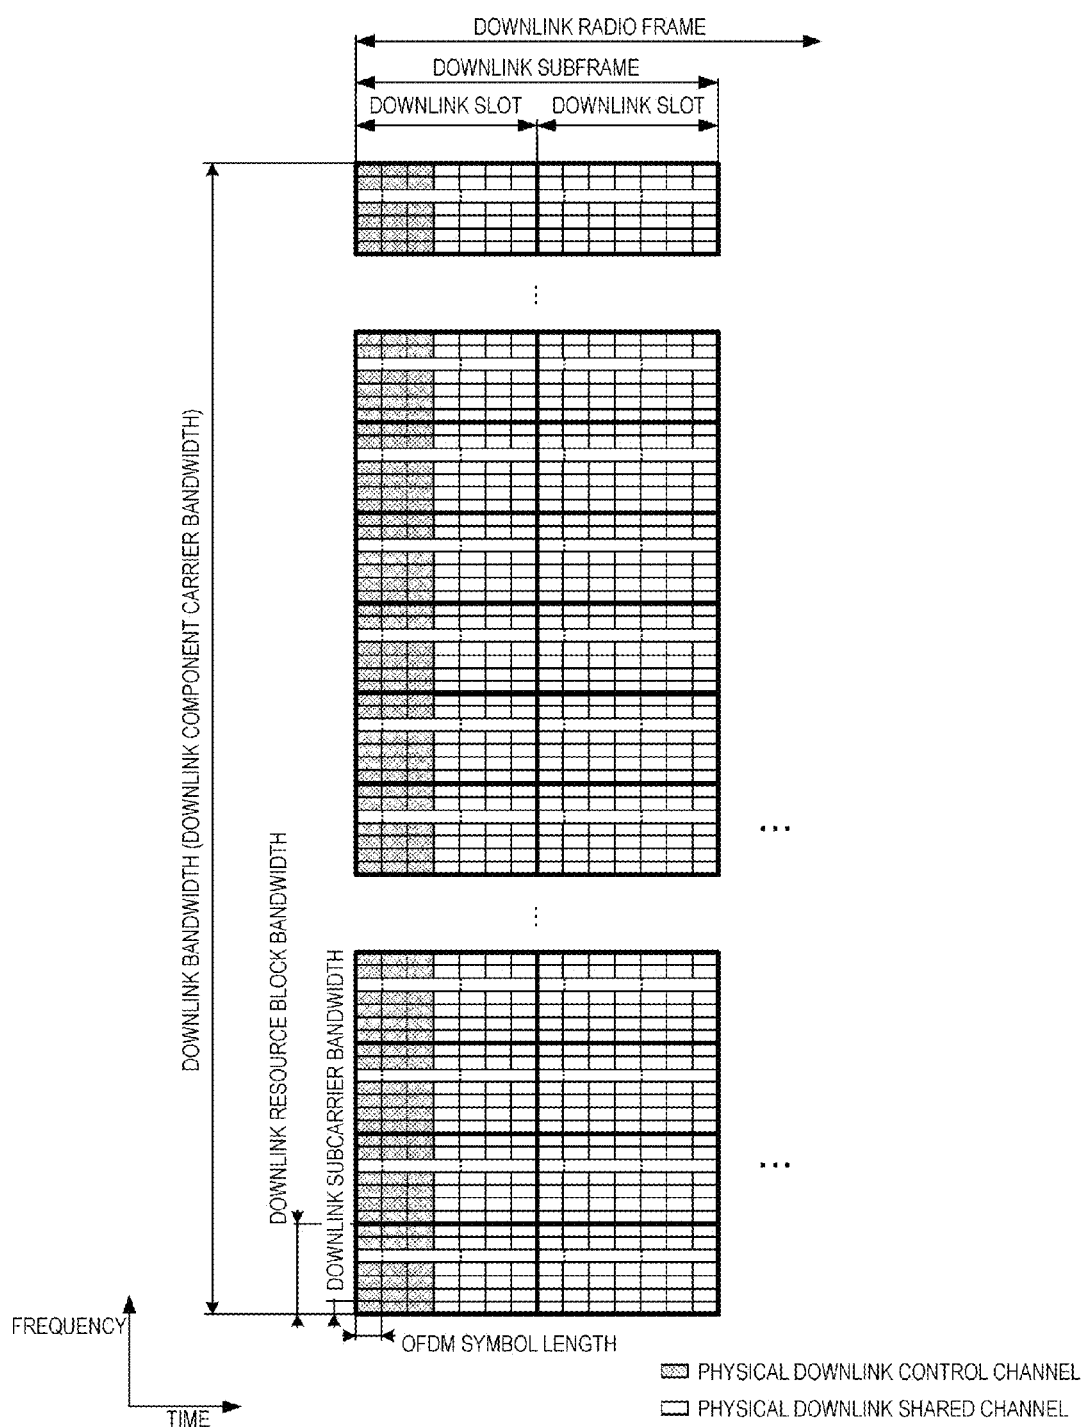 DOWNLINK RADIO FRAME
DOWNLINK SUBFRAME
DOWNLINK SLOT
DOWNLINK SLOT
DOWNLINK BANDWIDTH (DOWNLINK COMPONENT CARRIER BANDWIDTH)
DOWNLINK RESOURCE BLOCK BANDWIDTH
DOWNLINK SUBCARRIER BANDWIDTH
FREQUENCY
TIME
OFDM SYMBOL LENGTH
PHYSICAL DOWNLINK CONTROL CHANNEL
PHYSICAL DOWNLINK SHARED CHANNEL